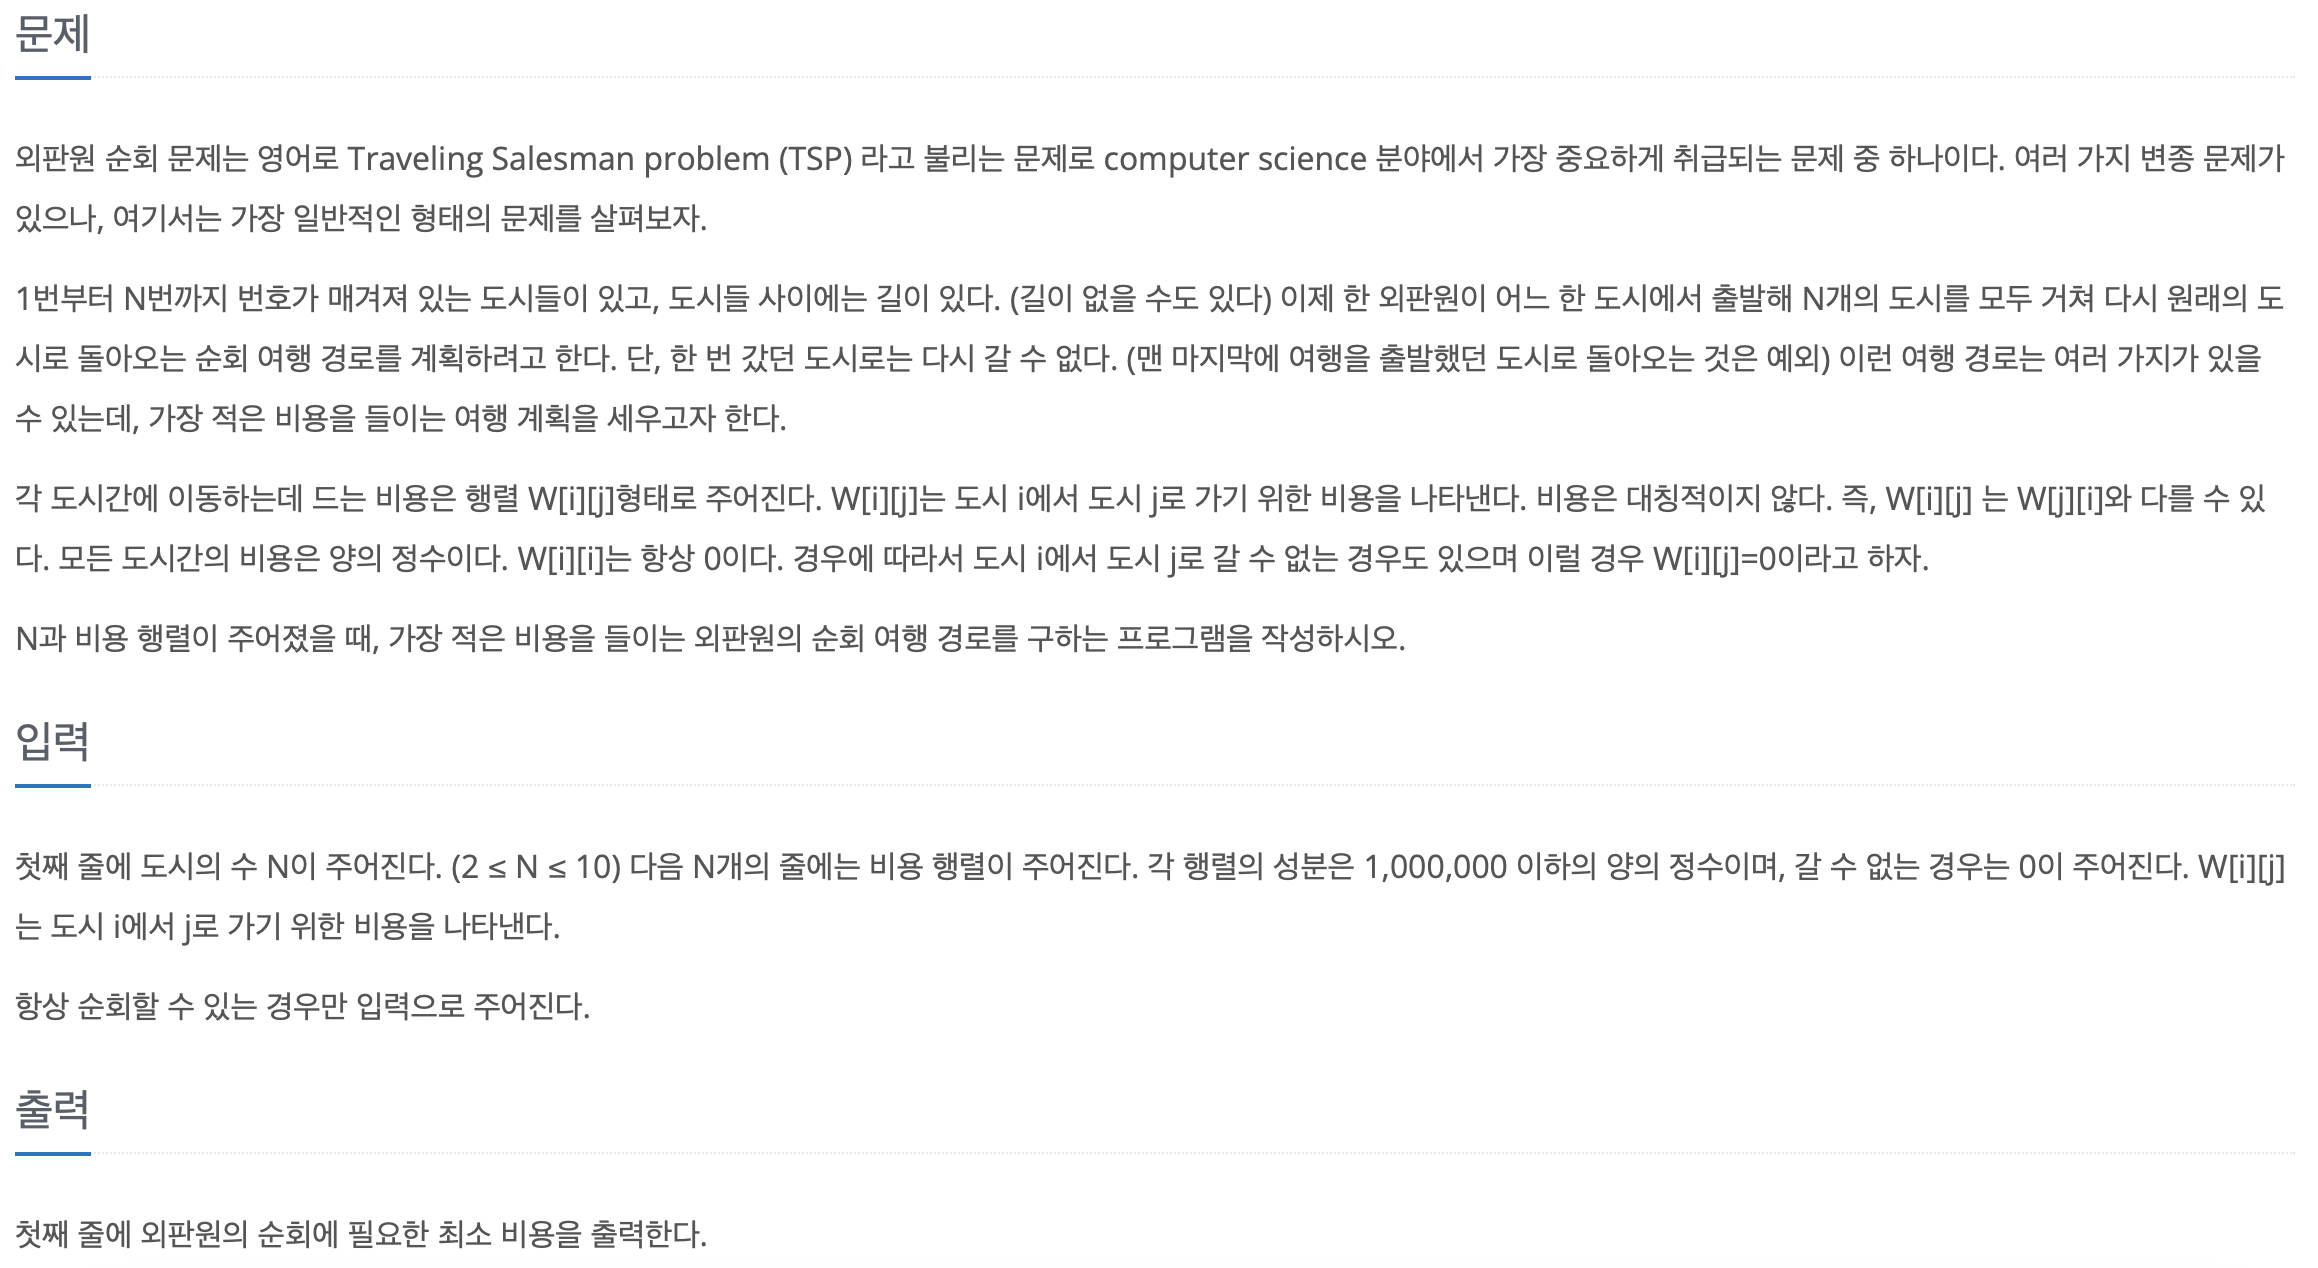 문제
외판원 순회 문제는 영어로 Traveling Salesman problem (TSP) 라고 불리는 문제로 computer science 분야에서 가장 중요하게 취급되는 문제 중 하나이다. 여러 가지 변종 문제가
있으나, 여기서는 가장 일반적인 형태의 문제를 살펴보자.
1번부터 N번까지 번호가 매겨져 있는 도시들이 있고, 도시들 사이에는 길이 있다. (길이 없을 수도 있다) 이제 한 외판원이 어느 한 도시에서 출발해 N개의 도시를 모두 거쳐 다시 원래의 도
시로 돌아오는 순회 여행 경로를 계획하려고 한다. 단, 한 번 갔던 도시로는 다시 갈 수 없다. (맨 마지막에 여행을 출발했던 도시로 돌아오는 것은 예외) 이런 여행 경로는 여러 가지가 있을
수 있는데, 가장 적은 비용을 들이는 여행 계획을 세우고자 한다.
각 도시간에 이동하는데 드는 비용은 행렬 W[i][j]형태로 주어진다. W[i][j]는 도시 i에서 도시 j로 가기 위한 비용을 나타낸다. 비용은 대칭적이지 않다. 즉, W[i][j] 는 W[j][i]와 다를 수 있
다. 모든 도시간의 비용은 양의 정수이다. W[i][i]는 항상 0이다. 경우에 따라서 도시 i에서 도시 j로 갈 수 없는 경우도 있으며 이럴 경우 W[i][j]=0이라고 하자.
N과 비용 행렬이 주어졌을 때, 가장 적은 비용을 들이는 외판원의 순회 여행 경로를 구하는 프로그램을 작성하시오.
입력
첫째 줄에 도시의 수 N이 주어진다. (2 ≤ N ≤ 10) 다음 N개의 줄에는 비용 행렬이 주어진다. 각 행렬의 성분은 1,000,000 이하의 양의 정수이며, 갈 수 없는 경우는 0이 주어진다. W[i][j]
는 도시 i에서 j로 가기 위한 비용을 나타낸다.
항상 순회할 수 있는 경우만 입력으로 주어진다.
출력
첫째 줄에 외판원의 순회에 필요한 최소 비용을 출력한다.